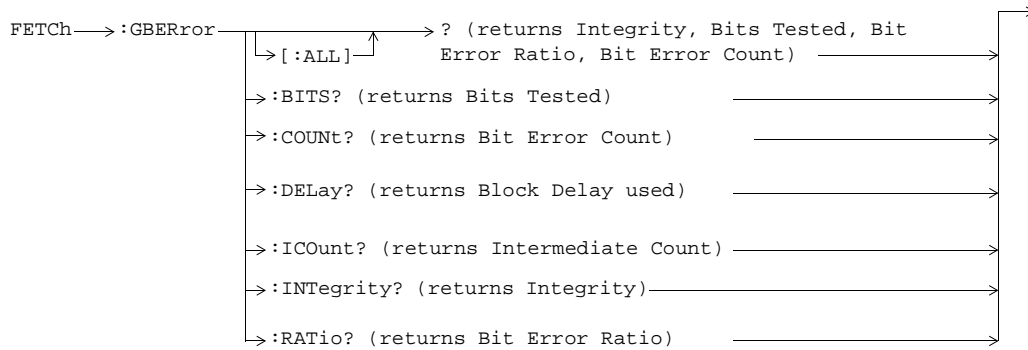 FETCh :GBERror ? (returns Integrity, Bits Tested, Bit
[:ALL] Error Ratio, Bit Error Count)
:BITS? (returns Bits Tested)
:COUNt? (returns Bit Error Count)
:DELay? (returns Block Delay used)
:ICOunt? (returns Intermediate Count)
:INTegrity? (returns Integrity)
:RATio? (returns Bit Error Ratio)